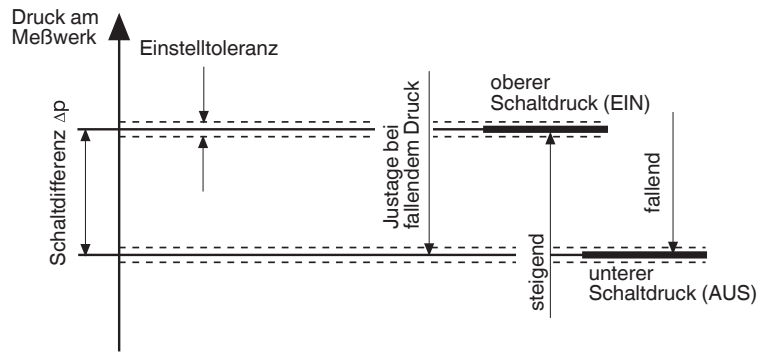 Druck am
Meßwerk
Einstelltoleranz
Schaltdifferenz Δp
Justage bei
fallendem Druck
oberer
Schaltdruck (EIN)
steigend
fallend
unterer
Schaltdruck (AUS)